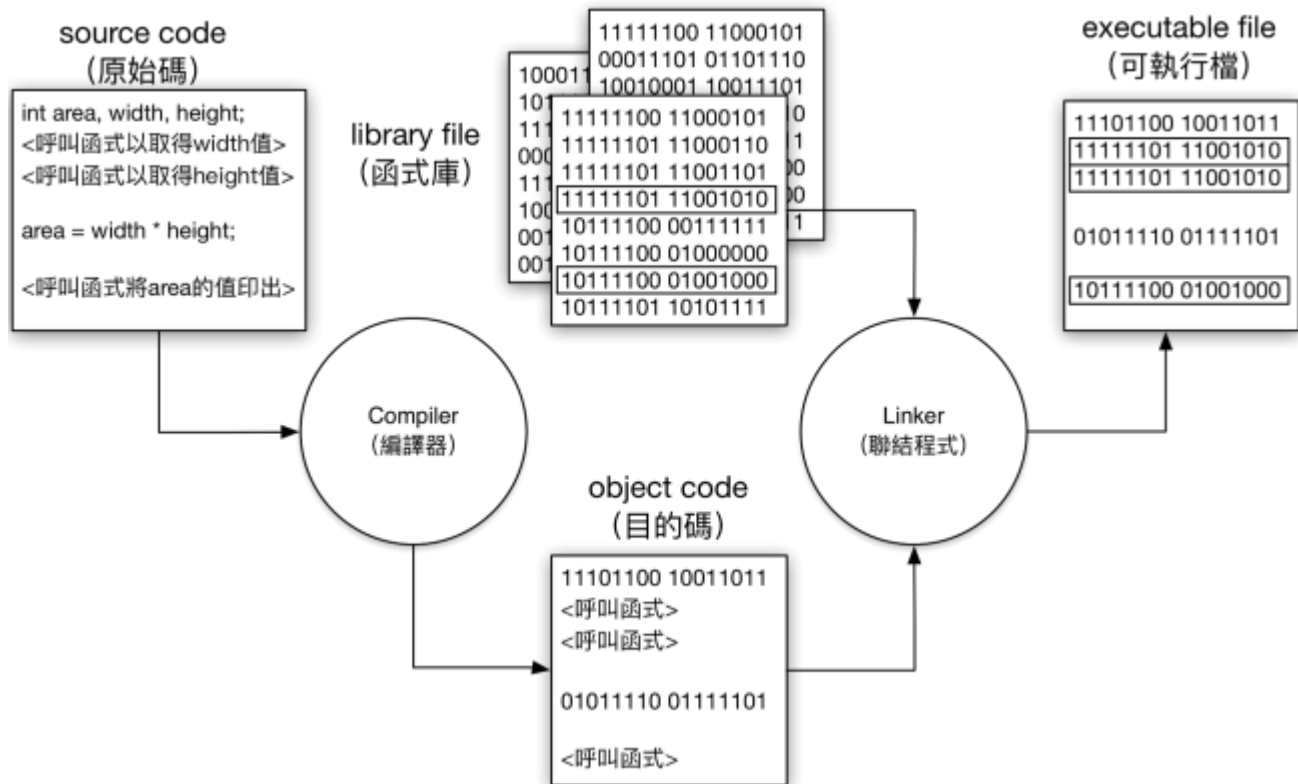 source code
(原始碼)
int area, width, height;
<呼叫函式以取得width值>
<呼叫函式以取得height值>
area = width * height;
<呼叫函式將area的值印出>
library file
(函式庫)
11111100 11000101
00011101 01101110
10010001 10011101
11111100 11000101
11111101 11000110
11111101 11001101
11111101 11001010
10111100 00111111
10111100 01000000
10111100 01001000
10111101 10101111
executable file
(可執行檔)
11101100 10011011
11111101 11001010
11111101 11001010
01011110 01111101
10111100 01001000
Compiler
(編譯器)
Linker
(聯結程式)
object code
(目的碼)
11101100 10011011
<呼叫函式>
<呼叫函式>
01011110 01111101
<呼叫函式>